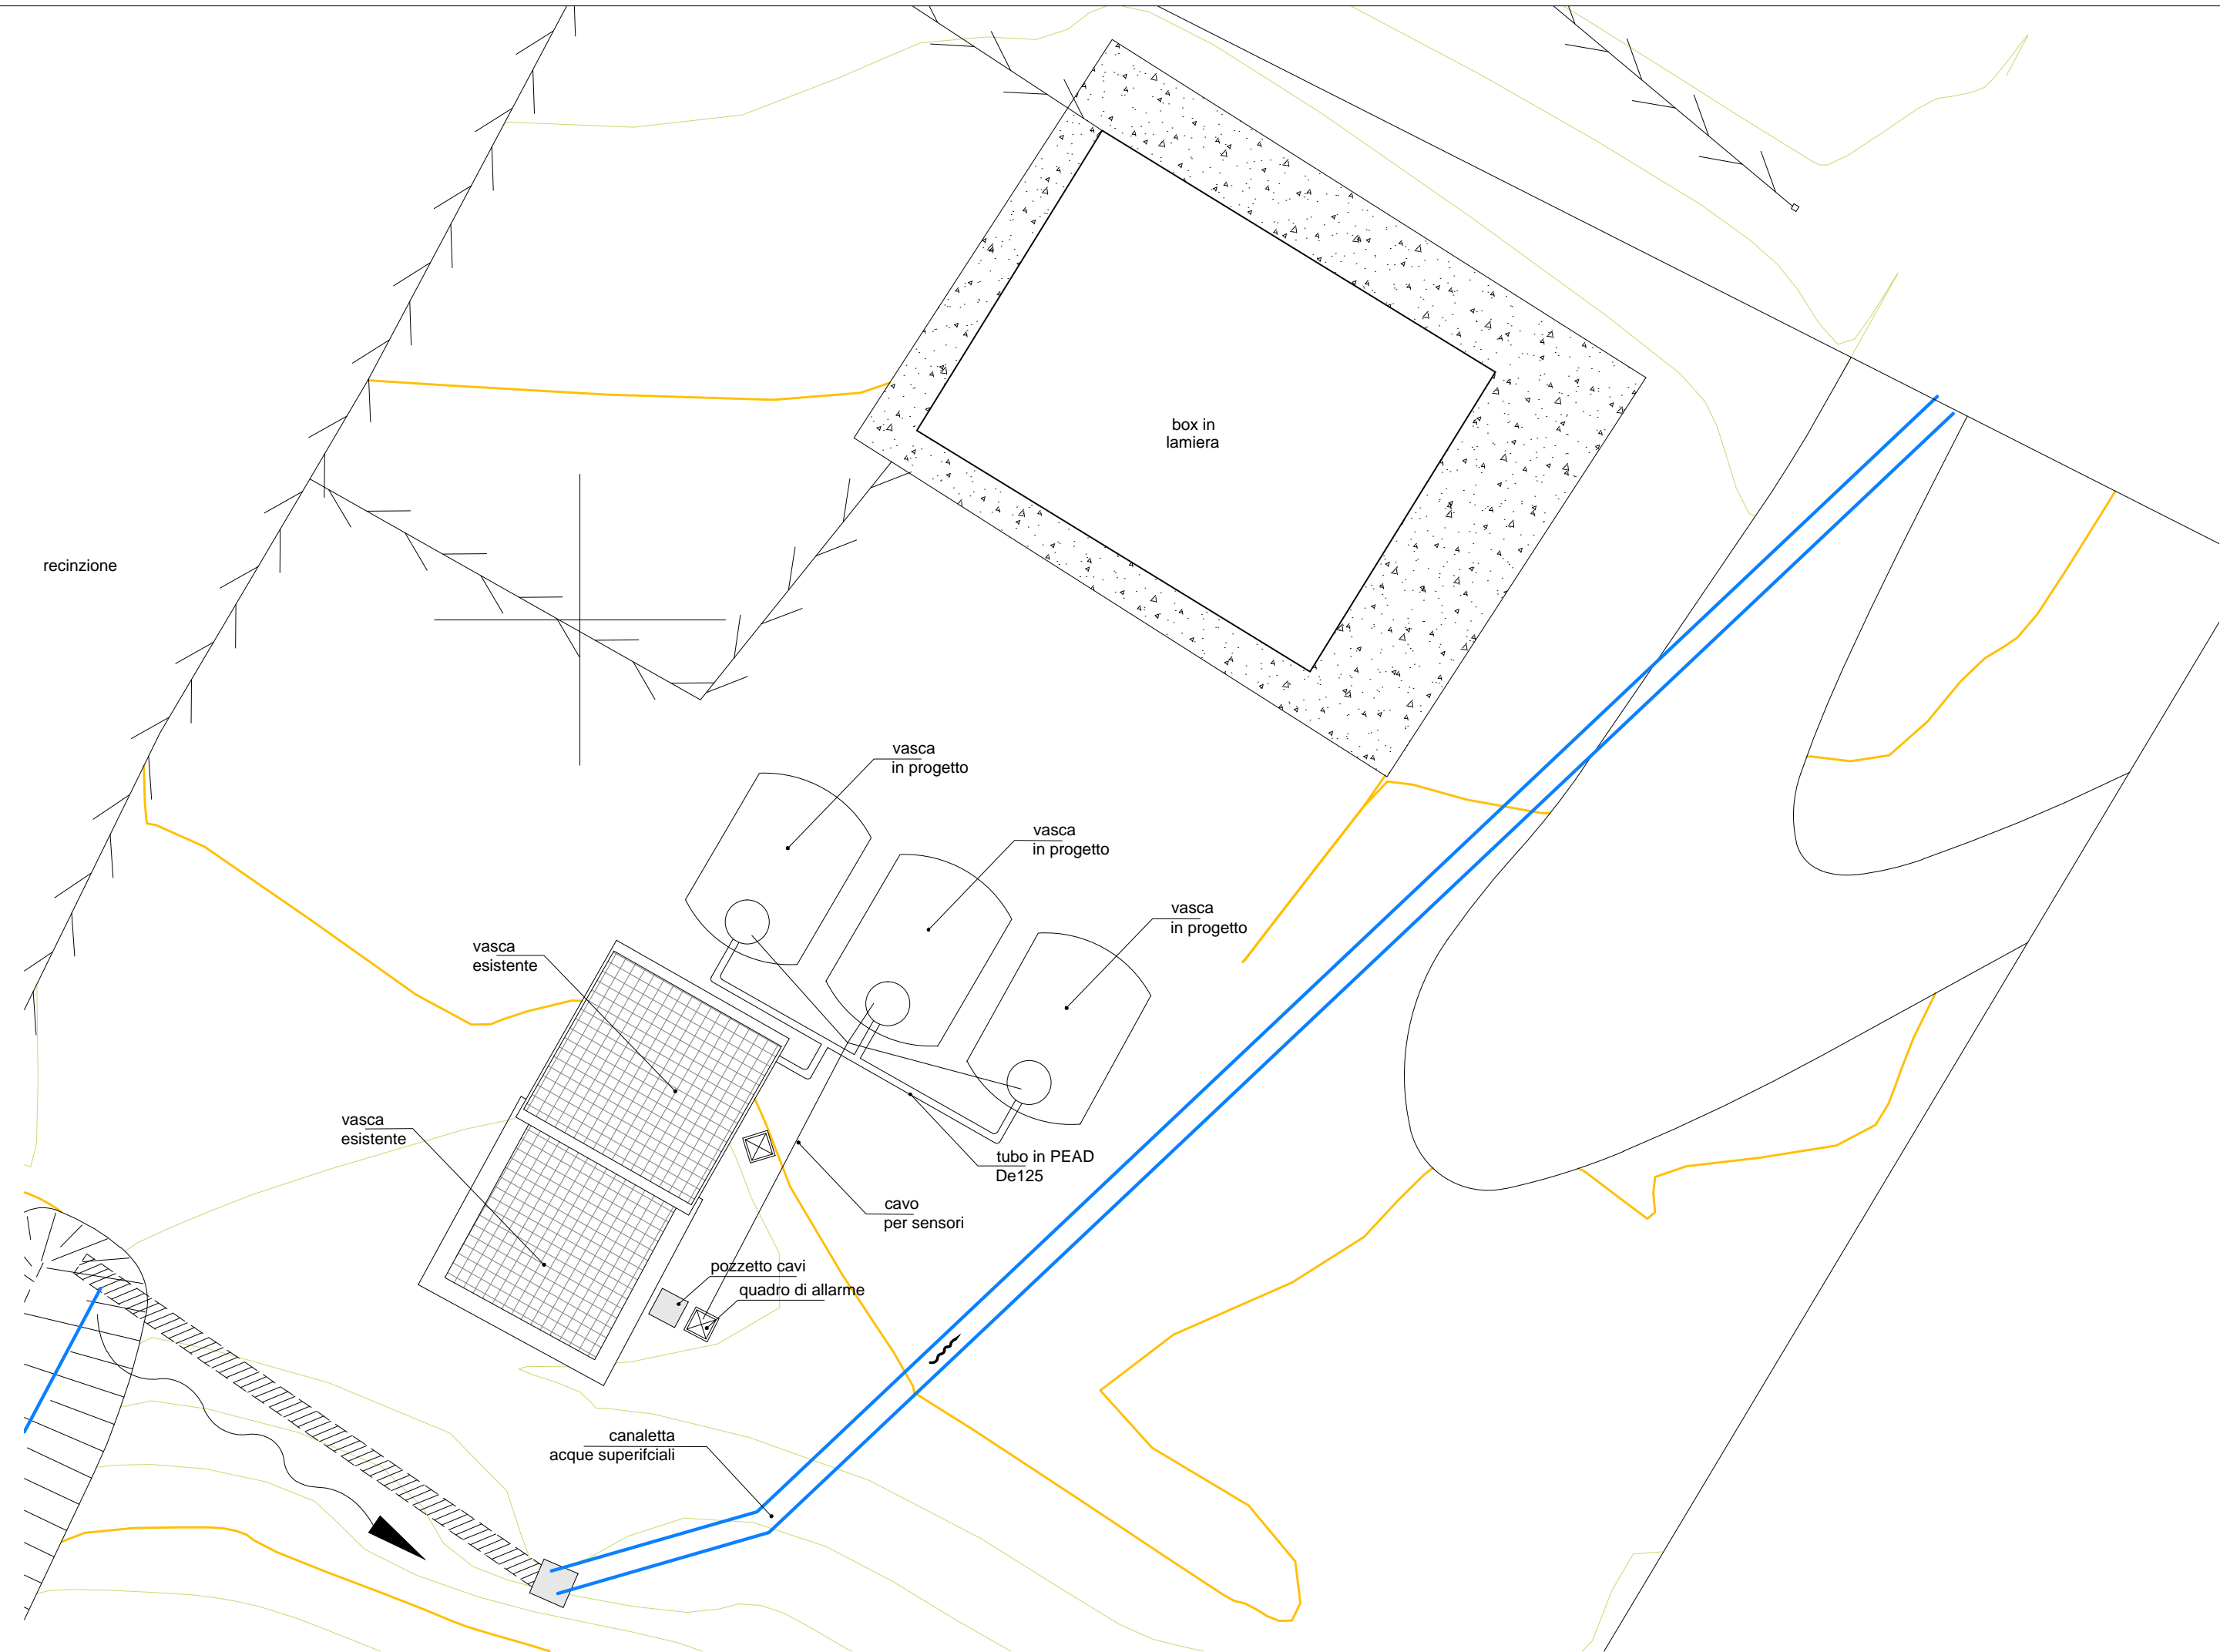 box in
lamiera
recinzione
vasca
in progetto
vasca
in progetto
vasca
in progetto
vasca
esistente
vasca
esistente
tubo in PEAD
De125
cavo
per sensori
pozzetto cavi
quadro di allarme
canaletta
acque superifciali